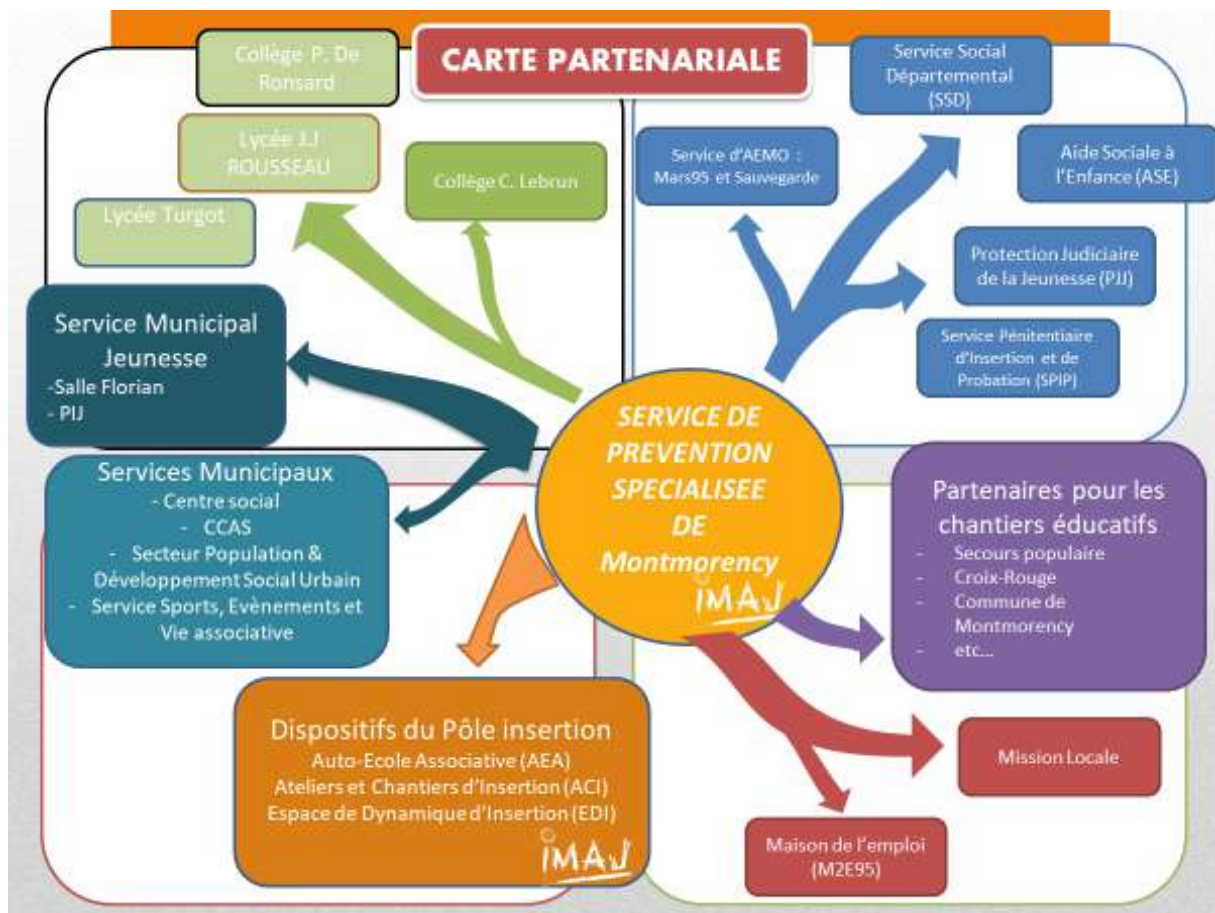 CARTE PARTENARIALE
Collège P. De
Ronsard
Lycée J.J
ROUSSEAU
Collège C. Lebrun
Lycée Turgot
Service Social
Départemental
(SSD)
Service d'AEMO :
Mars95 et Sauvegarde
Aide Sociale à
l'Enfance (ASE)
Protection Judiciaire
de la Jeunesse (PJJ)
Service Pénitentiaire
d'Insertion et de
Probation (SPIP)
Service Municipal
Jeunesse
-Salle Florian
- PIJ
SERVICE DE
PREVENTION
SPECIALISEE
DE
Montmorency
iMAJ
Services Municipaux
- Centre social
- CCAS
- Secteur Population &
Développement Social Urbain
- Service Sports, Evènements et
Vie associative
Partenaires pour les
chantiers éducatifs
- Secours populaire
- Croix-Rouge
- Commune de
Montmorency
- etc...
Dispositifs du Pôle insertion
Auto-Ecole Associative (AEA)
Ateliers et Chantiers d'Insertion (ACI)
Espace de Dynamique d'Insertion (EDI)
iMAJ
Mission Locale
Maison de l'emploi
(M2E95)